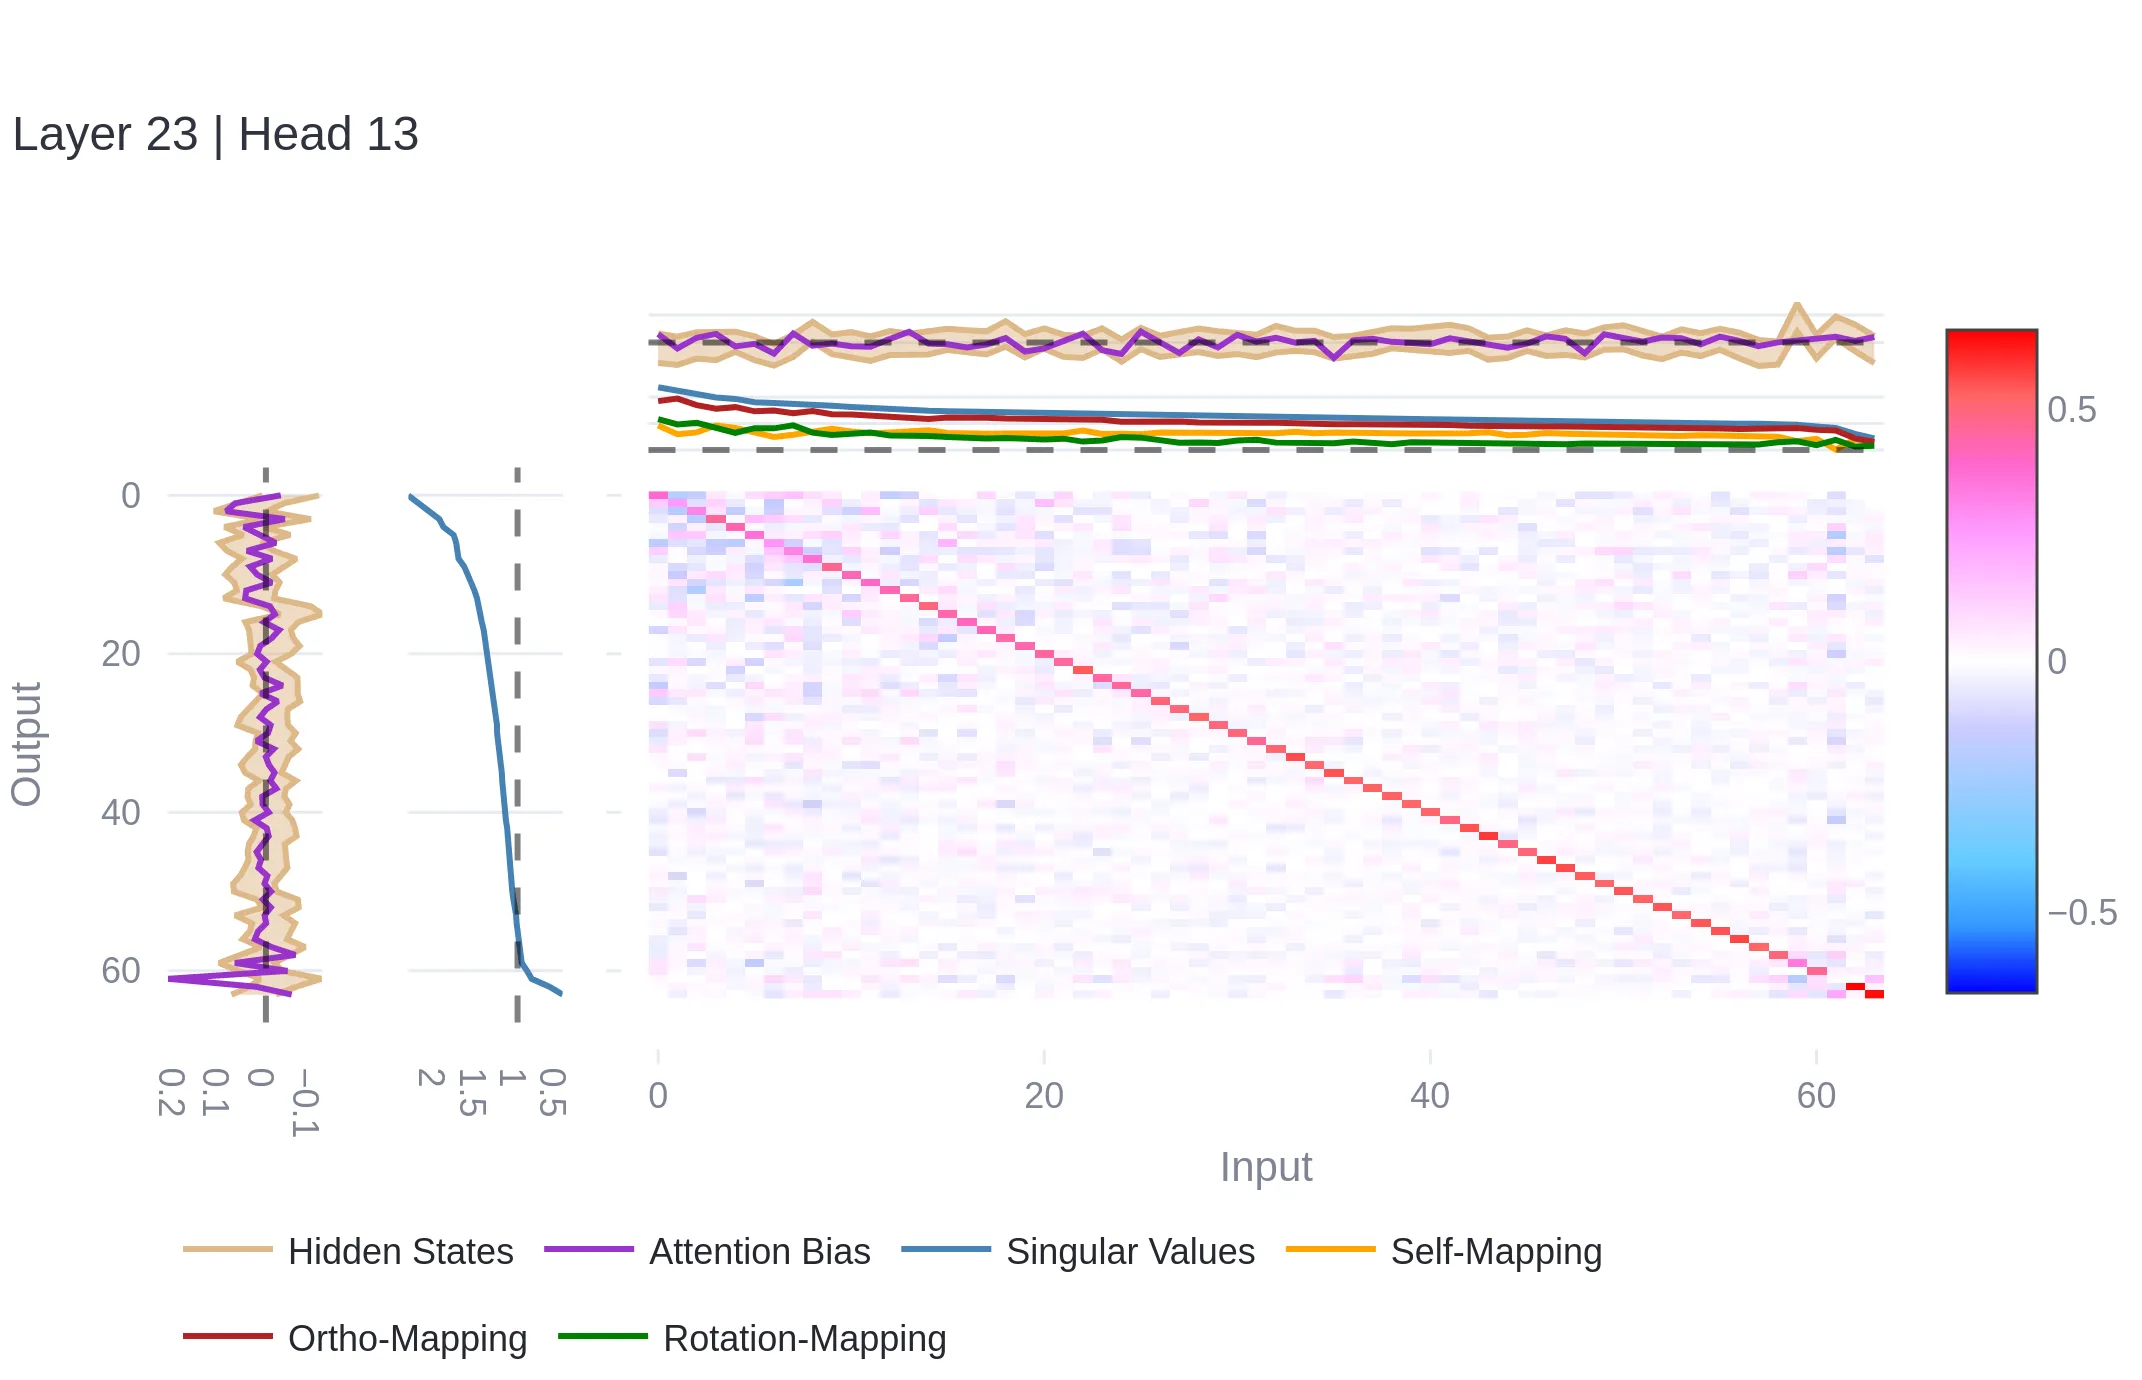 Layer 23 | Head 13
0
20
40
60
Output
0.2
0.1
0
−0.1
2
1.5
1
0.5
0
20
40
60
Input
0.5
0
−0.5
Hidden States
Attention Bias
Singular Values
Self-Mapping
Ortho-Mapping
Rotation-Mapping